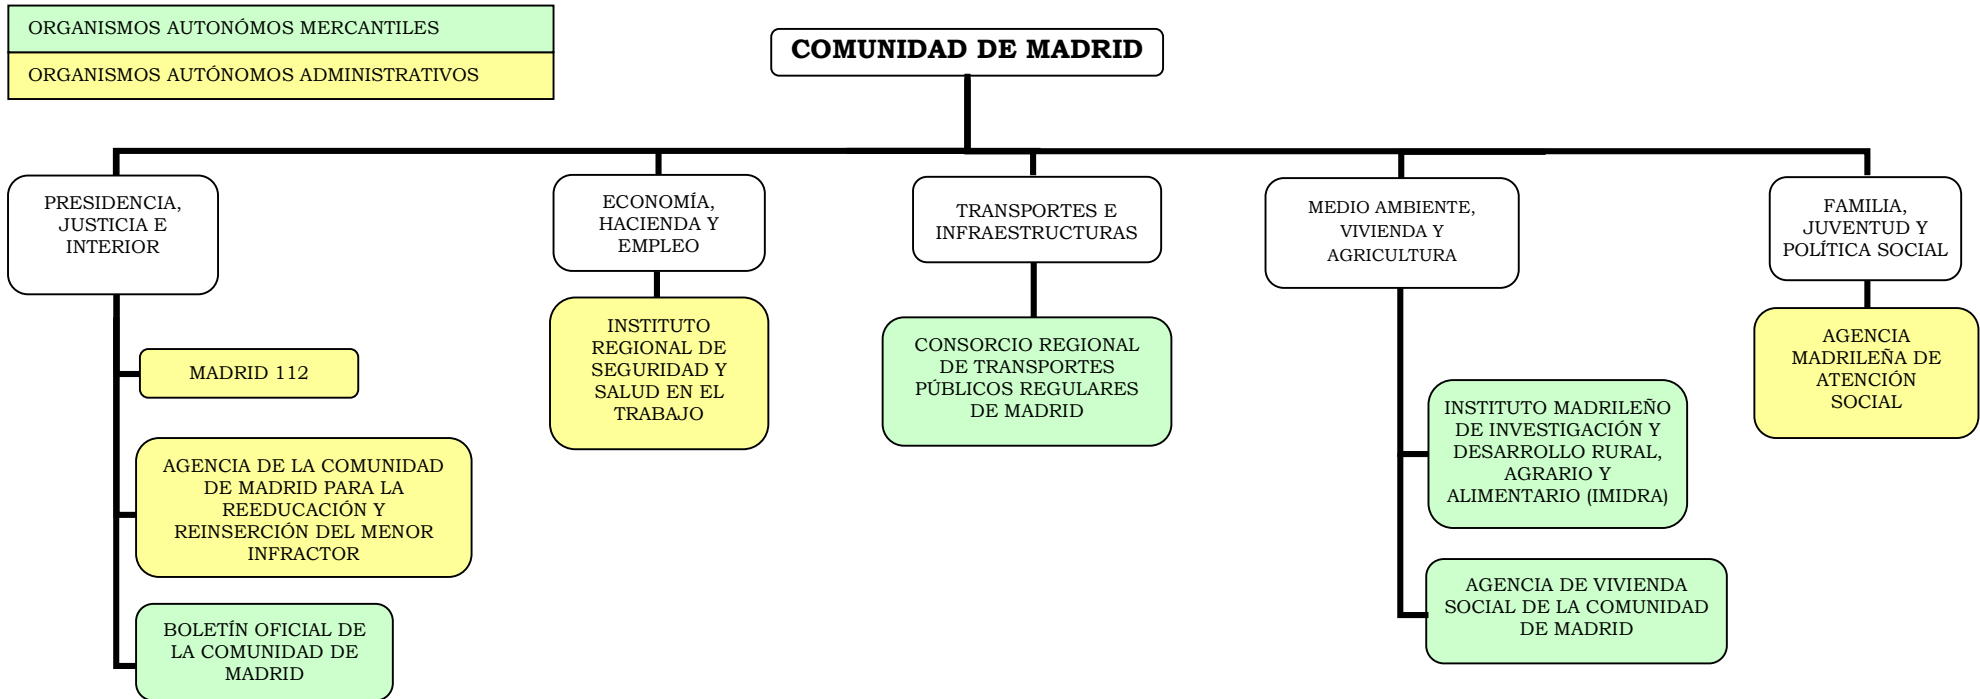 ORGANISMOS AUTONÓMOS MERCANTILES
ORGANISMOS AUTÓNOMOS ADMINISTRATIVOS
COMUNIDAD DE MADRID
PRESIDENCIA,
JUSTICIA E
INTERIOR
ECONOMÍA,
HACIENDA Y
EMPLEO
TRANSPORTES E
INFRAESTRUCTURAS
MEDIO AMBIENTE,
VIVIENDA Y
AGRICULTURA
FAMILIA,
JUVENTUD Y
POLÍTICA SOCIAL
MADRID 112
AGENCIA DE LA COMUNIDAD
DE MADRID PARA LA
REEDUCACIÓN Y
REINSERCIÓN DEL MENOR
INFRACTOR
BOLETÍN OFICIAL DE
LA COMUNIDAD DE
MADRID
INSTITUTO
REGIONAL DE
SEGURIDAD Y
SALUD EN EL
TRABAJO
CONSORCIO REGIONAL
DE TRANSPORTES
PÚBLICOS REGULARES
DE MADRID
INSTITUTO MADRILEÑO
DE INVESTIGACIÓN Y
DESARROLLO RURAL,
AGRARIO Y
ALIMENTARIO (IMIDRA)
AGENCIA DE VIVIENDA
SOCIAL DE LA COMUNIDAD
DE MADRID
AGENCIA
MADRILEÑA DE
ATENCIÓN
SOCIAL